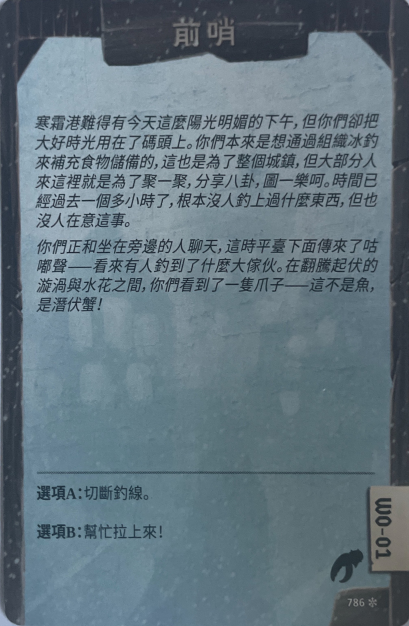 前哨
寒霜港難得有今天這麼陽光明媚的下午，但你們卻把
大好時光用在了碼頭上。你們本來是想通過組織冰釣
來補充食物儲備的，這也是為了整個城鎮，但大部分人
來這裡就是為了聚一聚，分享八卦，圖一樂呵。時間已
經過去一個多小時了，根本沒人釣上過什麼東西，但也
沒人在意這事。
你們正和坐在旁邊的人聊天，這時平臺下面傳來了咕
嘟聲——看來有人釣到了什麼大傢伙。在翻騰起伏的
漩渦與水花之間，你們看到了一隻爪子——這不是魚，
是潛伏蟹！
選項A：切斷釣線。
選項B：幫忙拉上來！
WO-01
786